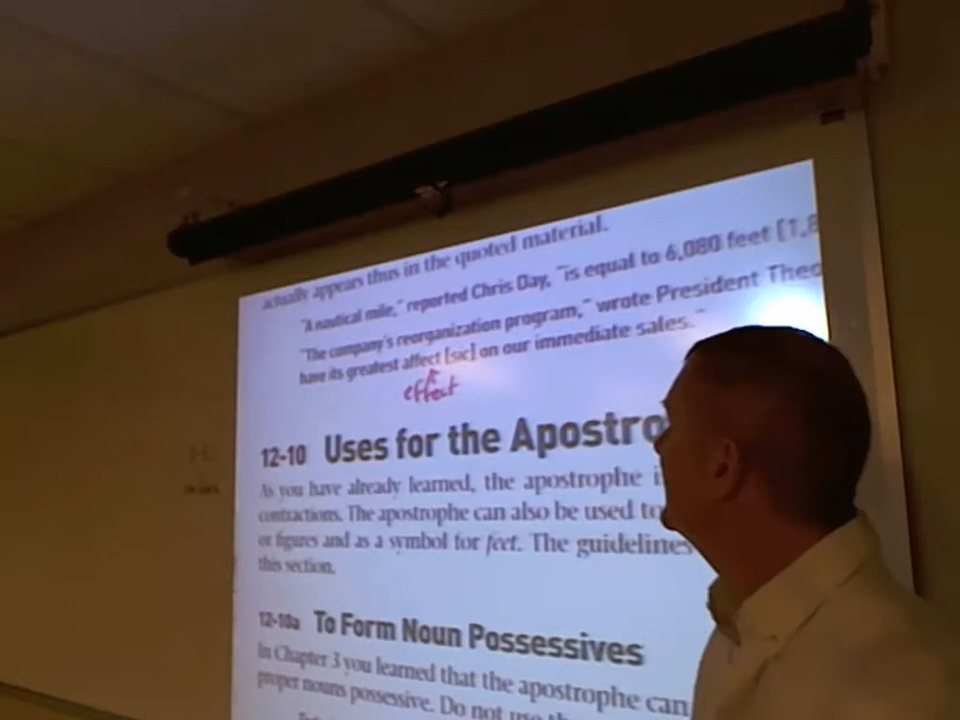 actually appears thus in the quoted material.
"A nautical mile," reported Chris Day, "is equal to 6,080 feet [1,8
"The company's reorganization program," wrote President Theo
have its greatest affect [sic] on our immediate sales."
effect
12-10 Uses for the Apostro
As you have already learned, the apostrophe i
contractions. The apostrophe can also be used to
or figures and as a symbol for feet. The guidelines
this section.
12-10a To Form Noun Possessives
In Chapter 3 you learned that the apostrophe can
proper nouns possessive. Do not use